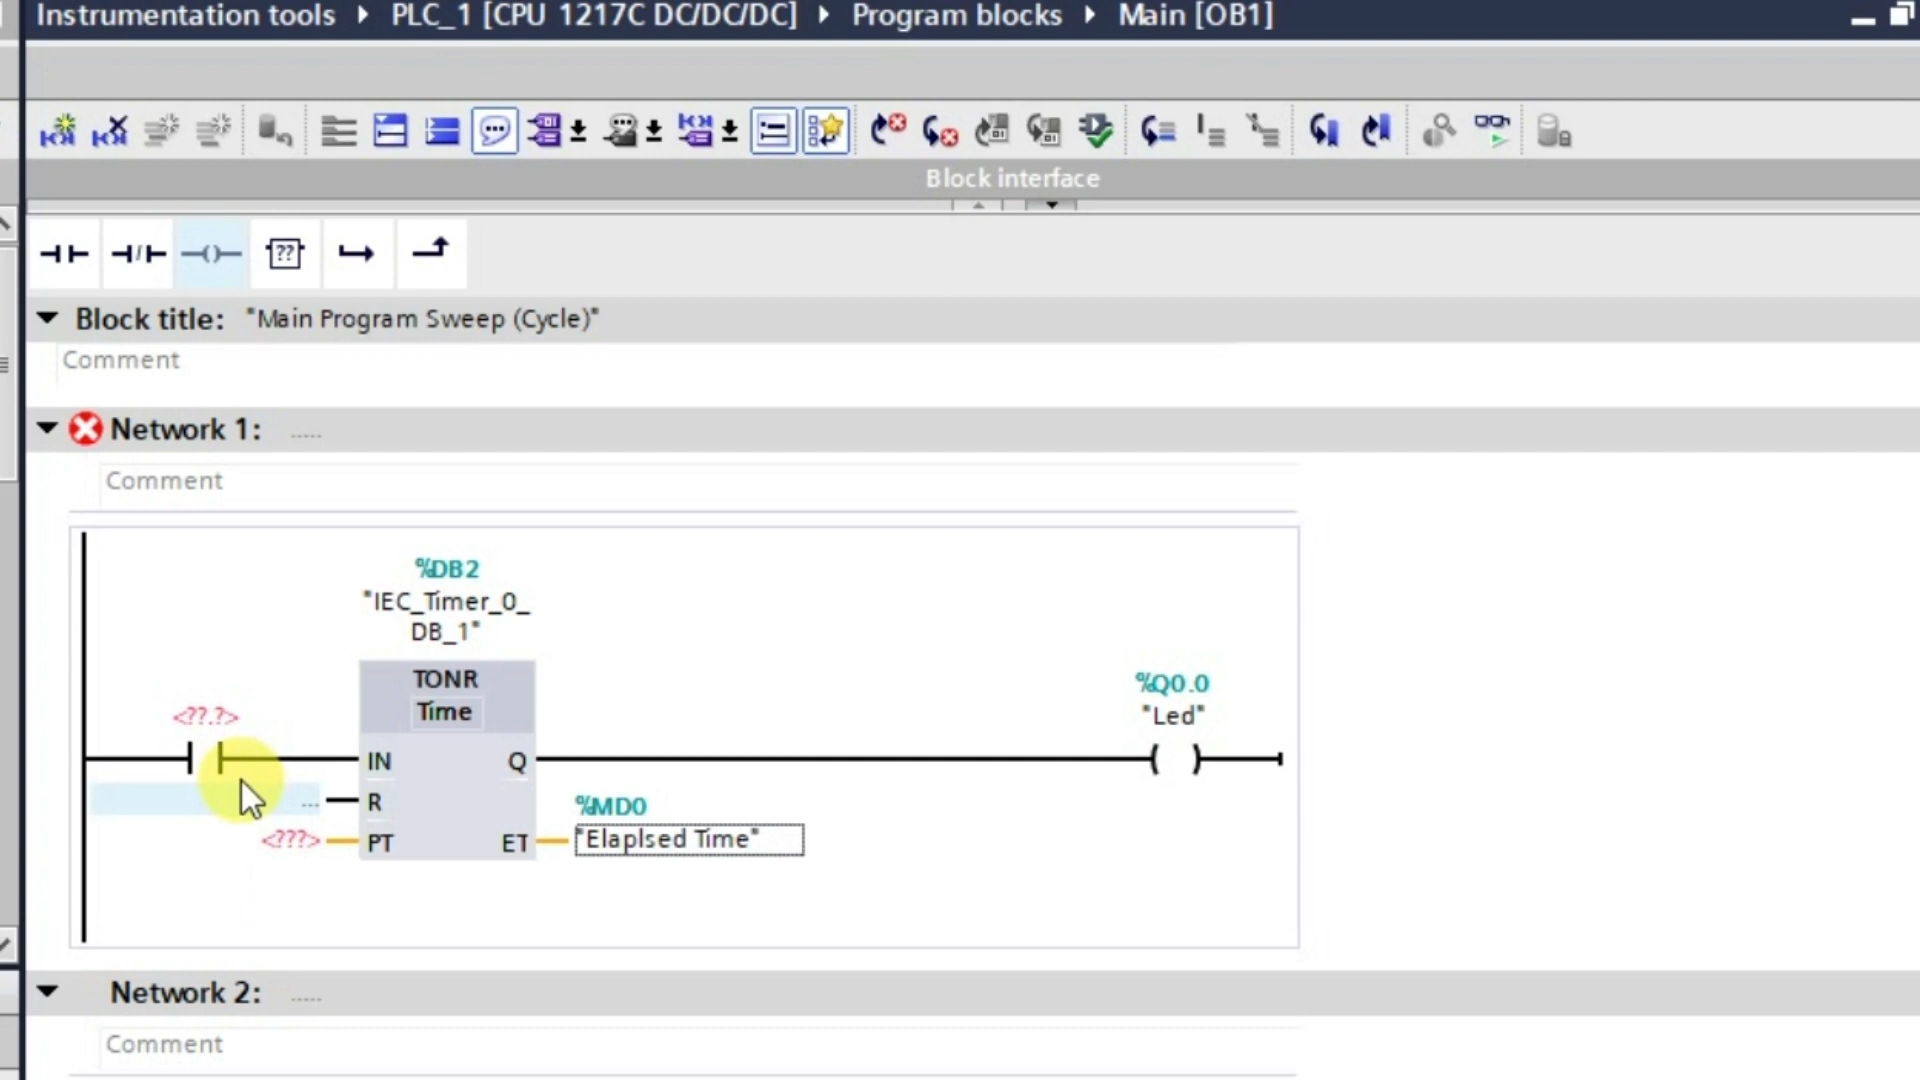 Instrumentation tools ▸ PLC_1 [CPU 1217C DC/DC/DC] ▸ Program blocks ▸ Main [OB1]
Block interface
??
Block title: "Main Program Sweep (Cycle)"
Comment
Network 1: .....
Comment
%DB2
"IEC_Timer_0_
DB_1"
TONR
Time
<??.?>
%Q0.0
"Led"
IN Q
... R
%MD0
<???> PT ET "Elaplsed Time"
Network 2: .....
Comment